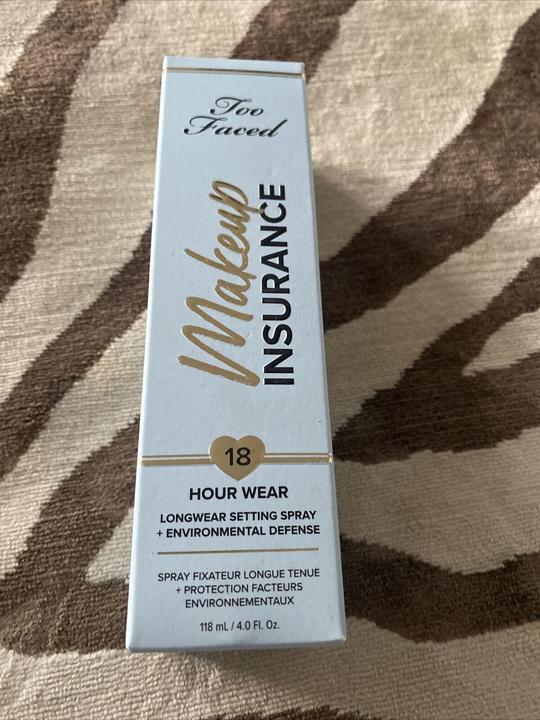 Too
Faced
Makeup
INSURANCE
18
HOUR WEAR
LONGWEAR SETTING SPRAY
+ ENVIRONMENTAL DEFENSE
SPRAY FIXATEUR LONGUE TENUE
+ PROTECTION FACTEURS
ENVIRONNEMENTAUX
118 mL / 4.0 Fl. Oz.